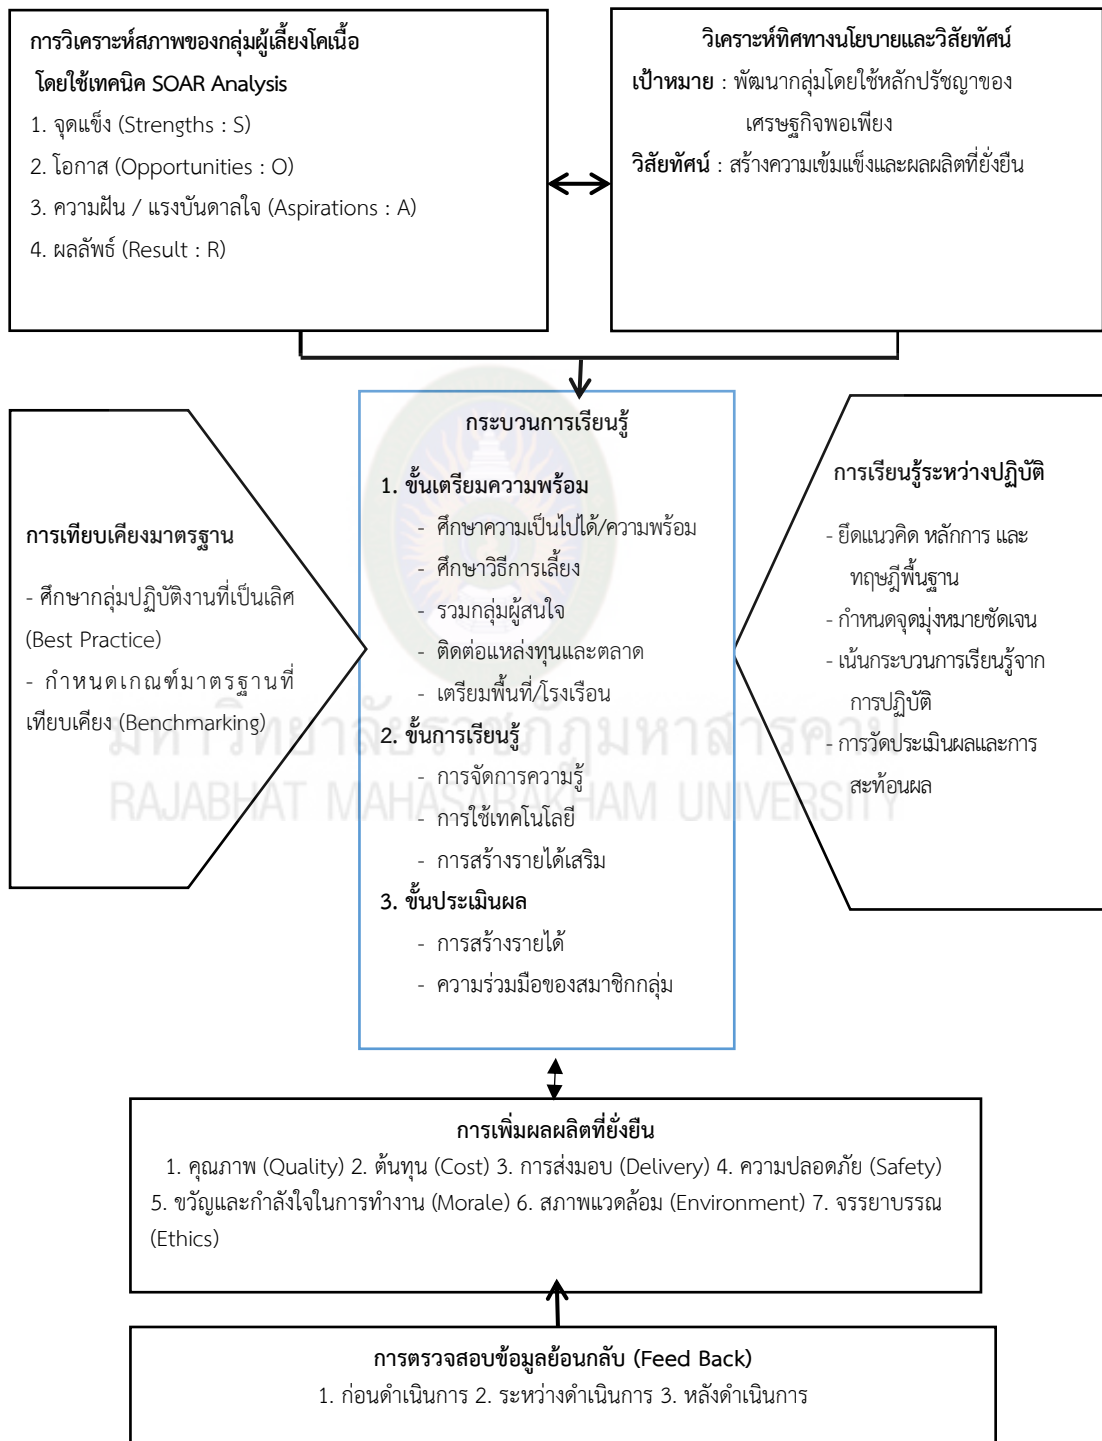 การวิเคราะห์สภาพของกลุ่มผู้เลี้ยงโคเนื้อ
โดยใช้เทคนิค SOAR Analysis
1. จุดแข็ง (Strengths : S)
2. โอกาส (Opportunities : O)
3. ความฝัน / แรงบันดาลใจ (Aspirations : A)
4. ผลลัพธ์ (Result : R)
วิเคราะห์ทิศทางนโยบายและวิสัยทัศน์
เป้าหมาย : พัฒนากลุ่มโดยใช้หลักปรัชญาของ
เศรษฐกิจพอเพียง
วิสัยทัศน์ : สร้างความเข้มแข็งและผลผลิตที่ยั่งยืน
การเทียบเคียงมาตรฐาน
- ศึกษากลุ่มปฏิบัติงานที่เป็นเลิศ
(Best Practice)
- กำหนดเกณฑ์มาตรฐานที่
เทียบเคียง (Benchmarking)
กระบวนการเรียนรู้
1. ขั้นเตรียมความพร้อม
- ศึกษาความเป็นไปได้/ความพร้อม
- ศึกษาวิธีการเลี้ยง
- รวมกลุ่มผู้สนใจ
- ติดต่อแหล่งทุนและตลาด
- เตรียมพื้นที่/โรงเรือน
2. ขั้นการเรียนรู้
- การจัดการความรู้
- การใช้เทคโนโลยี
- การสร้างรายได้เสริม
3. ขั้นประเมินผล
- การสร้างรายได้
- ความร่วมมือของสมาชิกกลุ่ม
การเรียนรู้ระหว่างปฏิบัติ
- ยึดแนวคิด หลักการ และ
ทฤษฎีพื้นฐาน
- กำหนดจุดมุ่งหมายชัดเจน
- เน้นกระบวนการเรียนรู้จาก
การปฏิบัติ
- การวัดประเมินผลและการ
สะท้อนผล
มหาวิทยาลัยราชภัฏมหาสารคาม
RAJABHAT MAHASARAKHAM UNIVERSITY
การเพิ่มผลผลิตที่ยั่งยืน
1. คุณภาพ (Quality) 2. ต้นทุน (Cost) 3. การส่งมอบ (Delivery) 4. ความปลอดภัย (Safety)
5. ขวัญและกำลังใจในการทำงาน (Morale) 6. สภาพแวดล้อม (Environment) 7. จรรยาบรรณ
(Ethics)
การตรวจสอบข้อมูลย้อนกลับ (Feed Back)
1. ก่อนดำเนินการ 2. ระหว่างดำเนินการ 3. หลังดำเนินการ